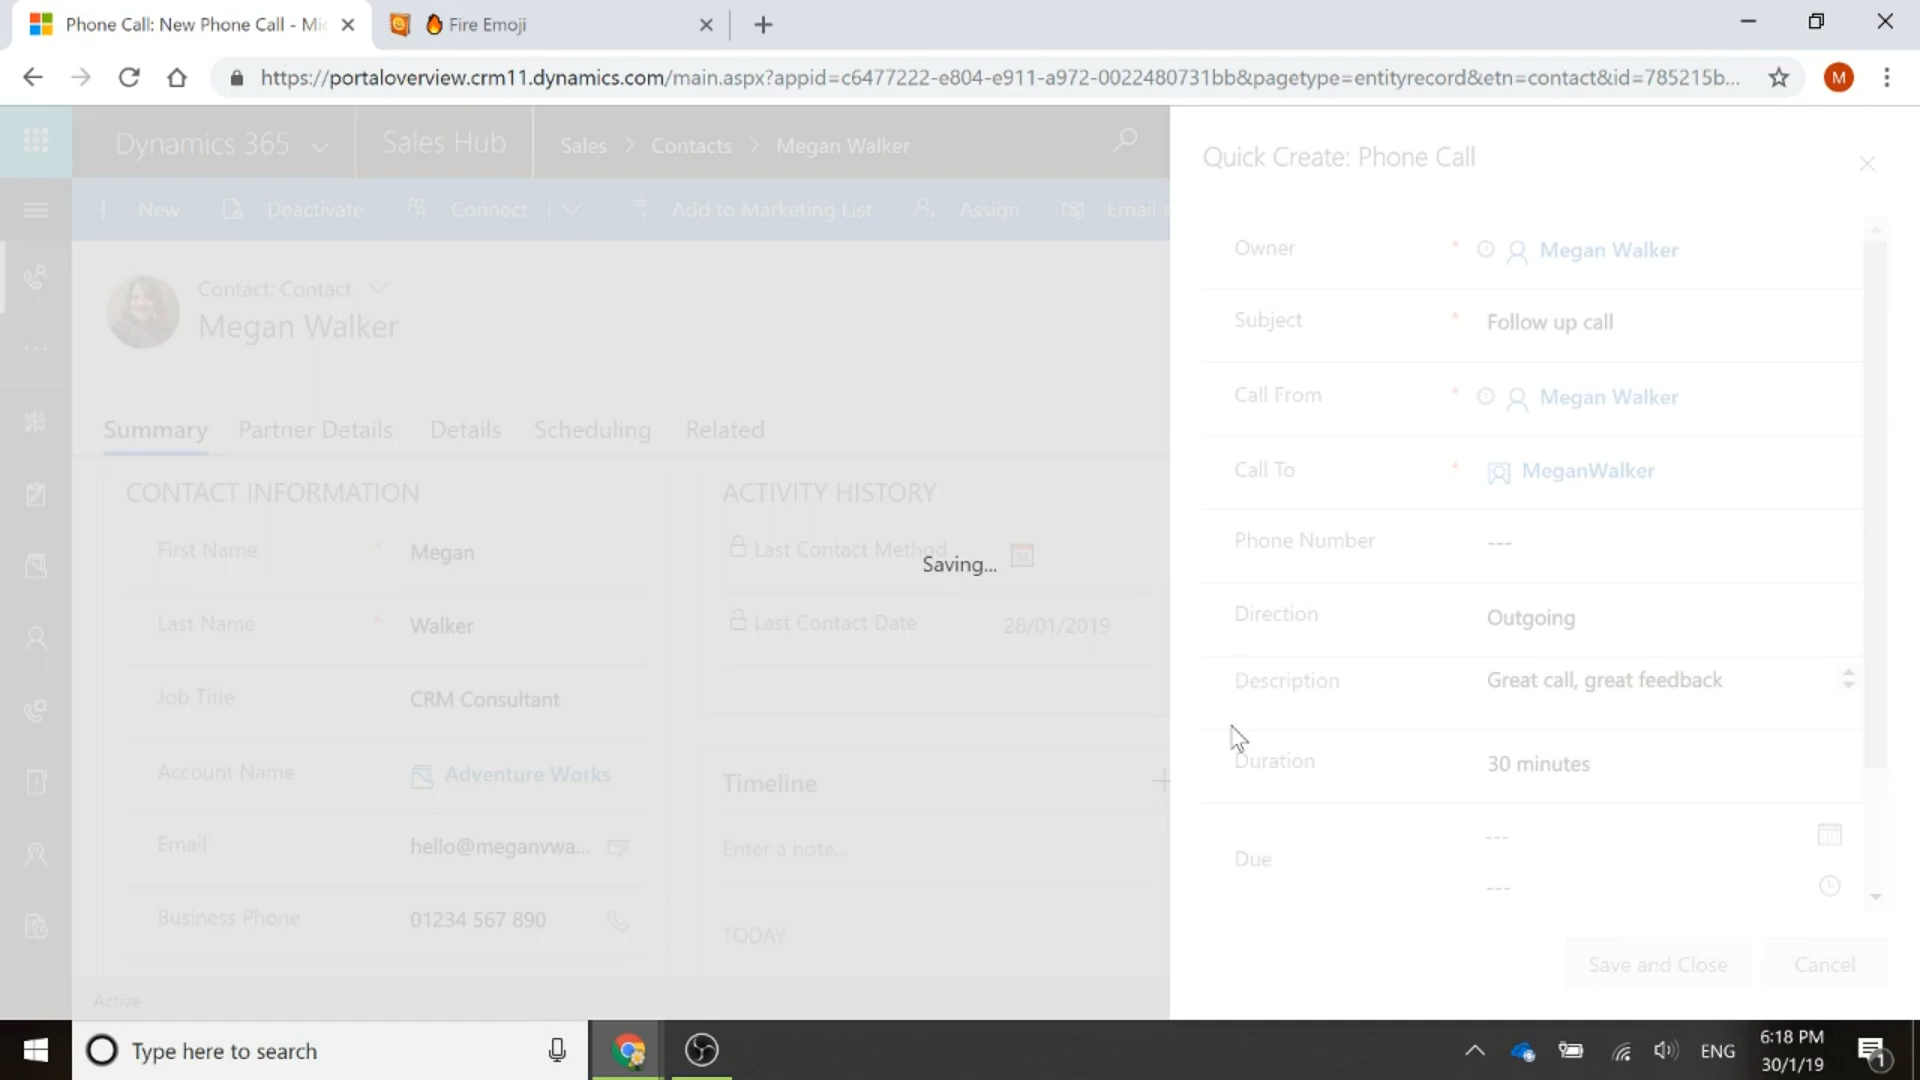 Phone Call: New Phone Call - Mic
Fire Emoji
https://portaloverview.crm11.dynamics.com/main.aspx?appid=c6477222-e804-e911-a972-0022480731bb&pagetype=entityrecord&etn=contact&id=785215b...
M
Dynamics 365
Sales Hub
Sales > Contacts > Megan Walker
New
Deactivate
Connect
Add to Marketing List
Assign
Email a
Contact: Contact
Megan Walker
Summary
Partner Details
Details
Scheduling
Related
CONTACT INFORMATION
First Name * Megan
Last Name * Walker
Job Title CRM Consultant
Account Name Adventure Works
Email hello@meganvwa...
Business Phone 01234 567 890
Active
ACTIVITY HISTORY
Last Contact Method
Saving...
Last Contact Date 28/01/2019
Timeline
Enter a note...
TODAY
Quick Create: Phone Call
Owner * Megan Walker
Subject * Follow up call
Call From * Megan Walker
Call To * MeganWalker
Phone Number ---
Direction Outgoing
Description Great call, great feedback
Duration 30 minutes
---
Due
---
Save and Close
Cancel
Type here to search
ENG
6:18 PM
30/1/19
1